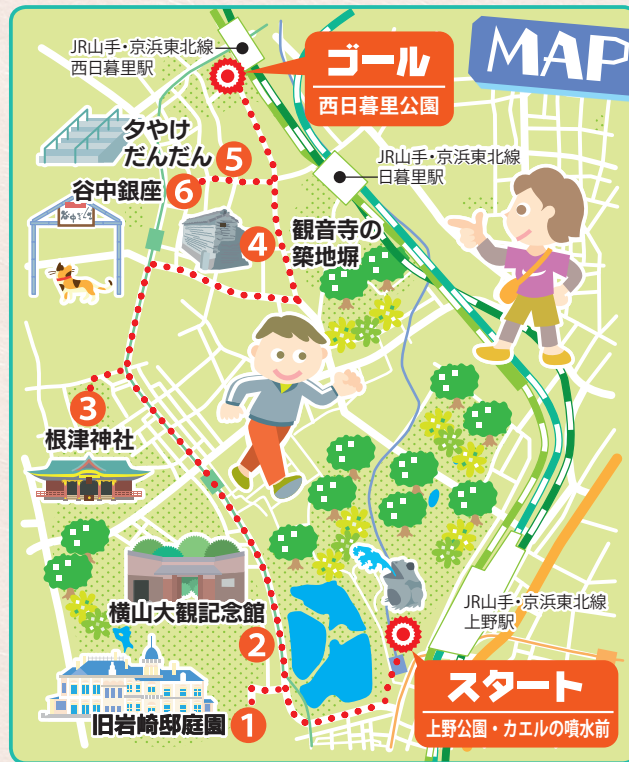 MAP
JR山手・京浜東北線
西日暮里駅
ゴール
西日暮里公園
夕やけ
だんだん
5
谷中銀座
6
JR山手・京浜東北線
日暮里駅
4
観音寺の
築地塀
3
根津神社
横山大観記念館
2
旧岩崎邸庭園
1
JR山手・京浜東北線
上野駅
スタート
上野公園・カエルの噴水前